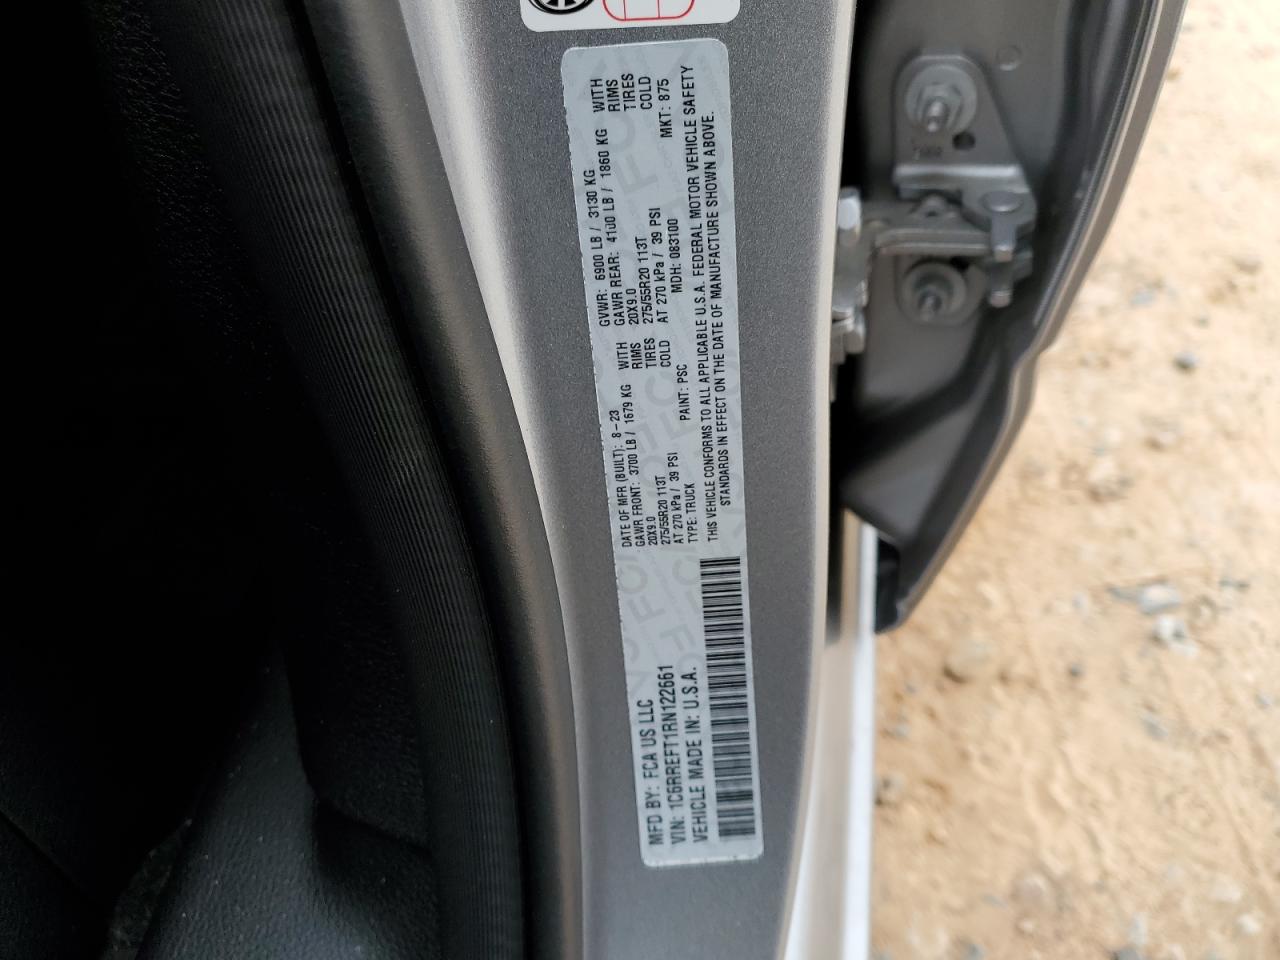 MFD BY: FCA US LLC
VIN: 1C6RREFT1RN122661
VEHICLE MADE IN: U.S.A.
DATE OF MFR (BUILT): 8-23 GVWR: 6900 LB / 3130 KG
GAWR FRONT: 3700 LB / 1679 KG WITH GAWR REAR: 4100 LB / 1860 KG WITH
20X9.0 RIMS 20X9.0 RIMS
275/55R20 113T TIRES 275/55R20 113T TIRES
AT 270 kPa / 39 PSI COLD AT 270 kPa / 39 PSI COLD
TYPE: TRUCK PAINT: PSC MDH: 083100 MKT: 875
THIS VEHICLE CONFORMS TO ALL APPLICABLE U.S.A. FEDERAL MOTOR VEHICLE SAFETY
STANDARDS IN EFFECT ON THE DATE OF MANUFACTURE SHOWN ABOVE.